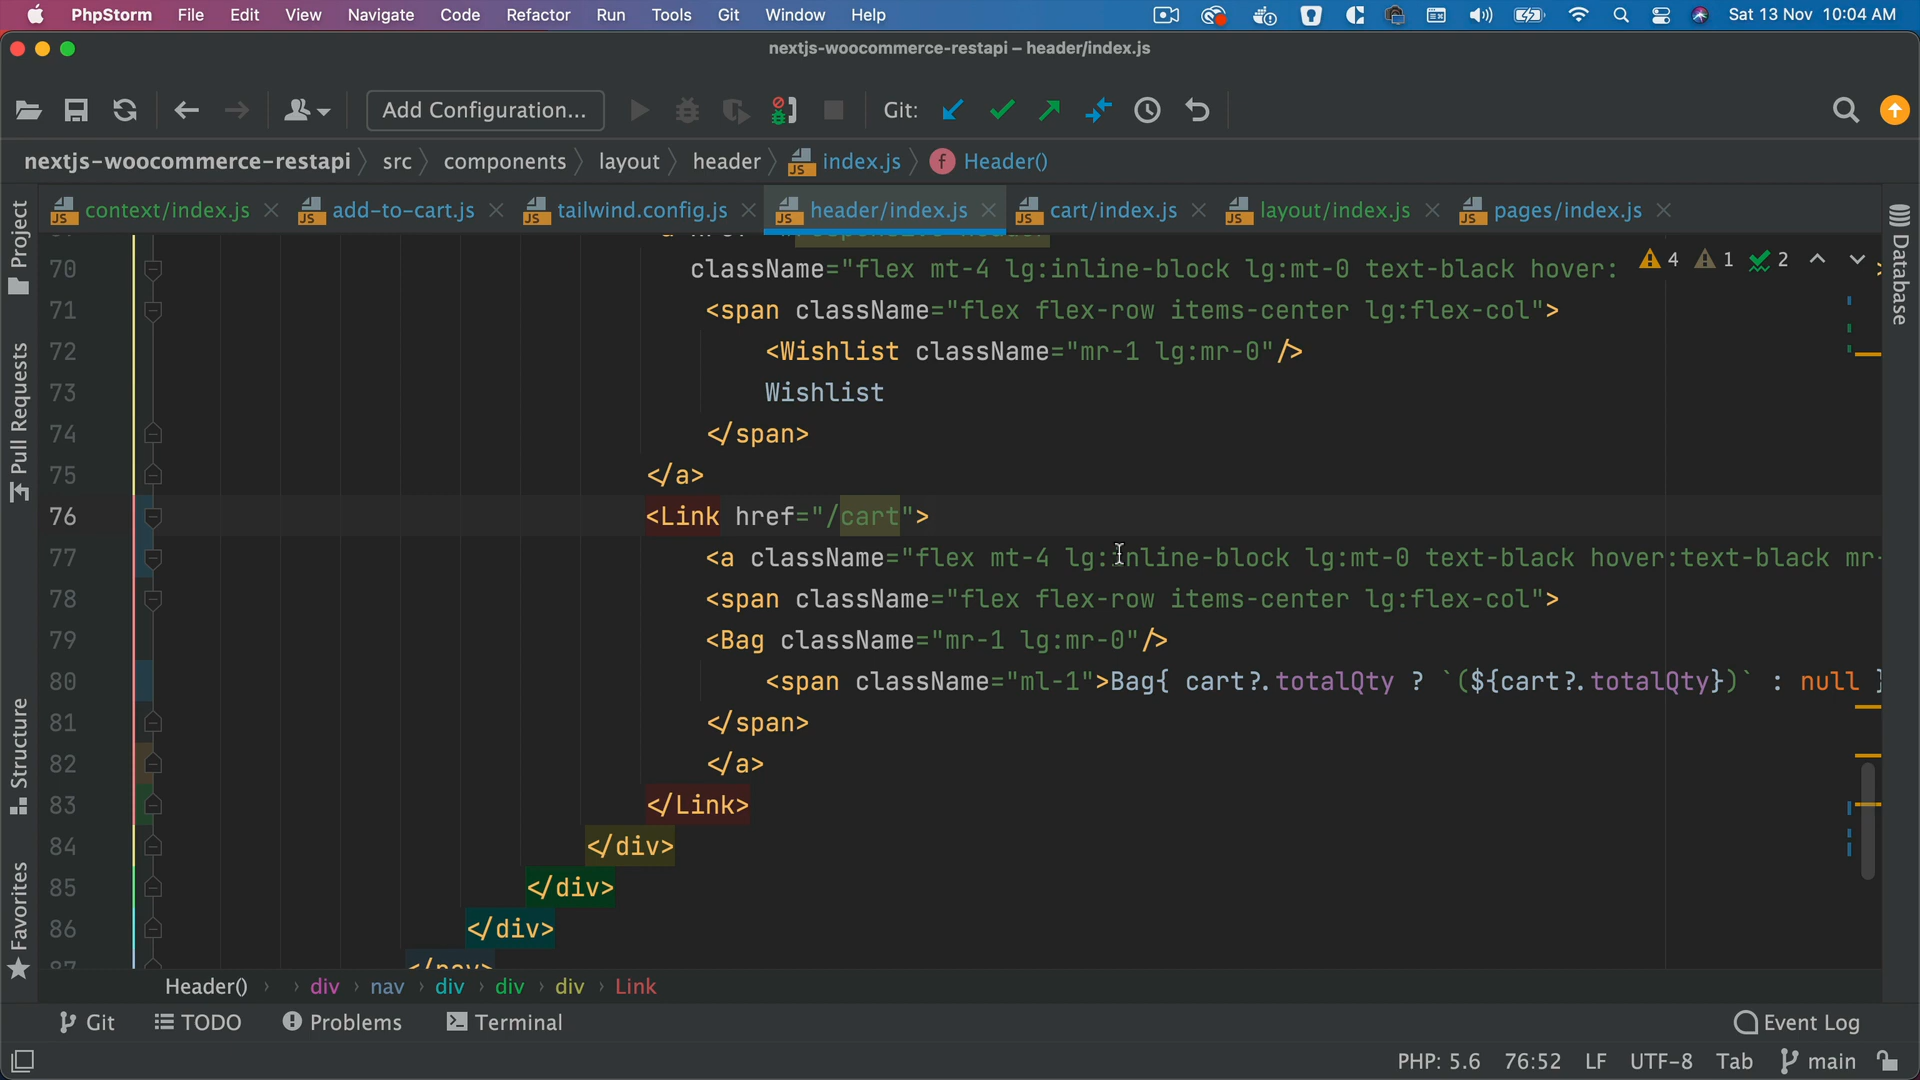 PhpStorm File Edit View Navigate Code Refactor Run Tools Git Window Help Sat 13 Nov 10:04 AM
nextjs-woocommerce-restapi – header/index.js
Add Configuration... Git:
nextjs-woocommerce-restapi src components layout header index.js Header()
context/index.js add-to-cart.js tailwind.config.js header/index.js cart/index.js layout/index.js pages/index.js
Project
Pull Requests
Structure
Favorites
Database
4 1 2
70 className="flex mt-4 lg:inline-block lg:mt-0 text-black hover:
71 <span className="flex flex-row items-center lg:flex-col">
72 <Wishlist className="mr-1 lg:mr-0"/>
73 Wishlist
74 </span>
75 </a>
76 <Link href="/cart">
77 <a className="flex mt-4 lg:inline-block lg:mt-0 text-black hover:text-black mr-
78 <span className="flex flex-row items-center lg:flex-col">
79 <Bag className="mr-1 lg:mr-0"/>
80 <span className="ml-1">Bag{ cart?.totalQty ? `(${cart?.totalQty})` : null }
81 </span>
82 </a>
83 </Link>
84 </div>
85 </div>
86 </div>
87 </nav>
Header() div nav div div div Link
Git TODO Problems Terminal Event Log
PHP: 5.6 76:52 LF UTF-8 Tab main